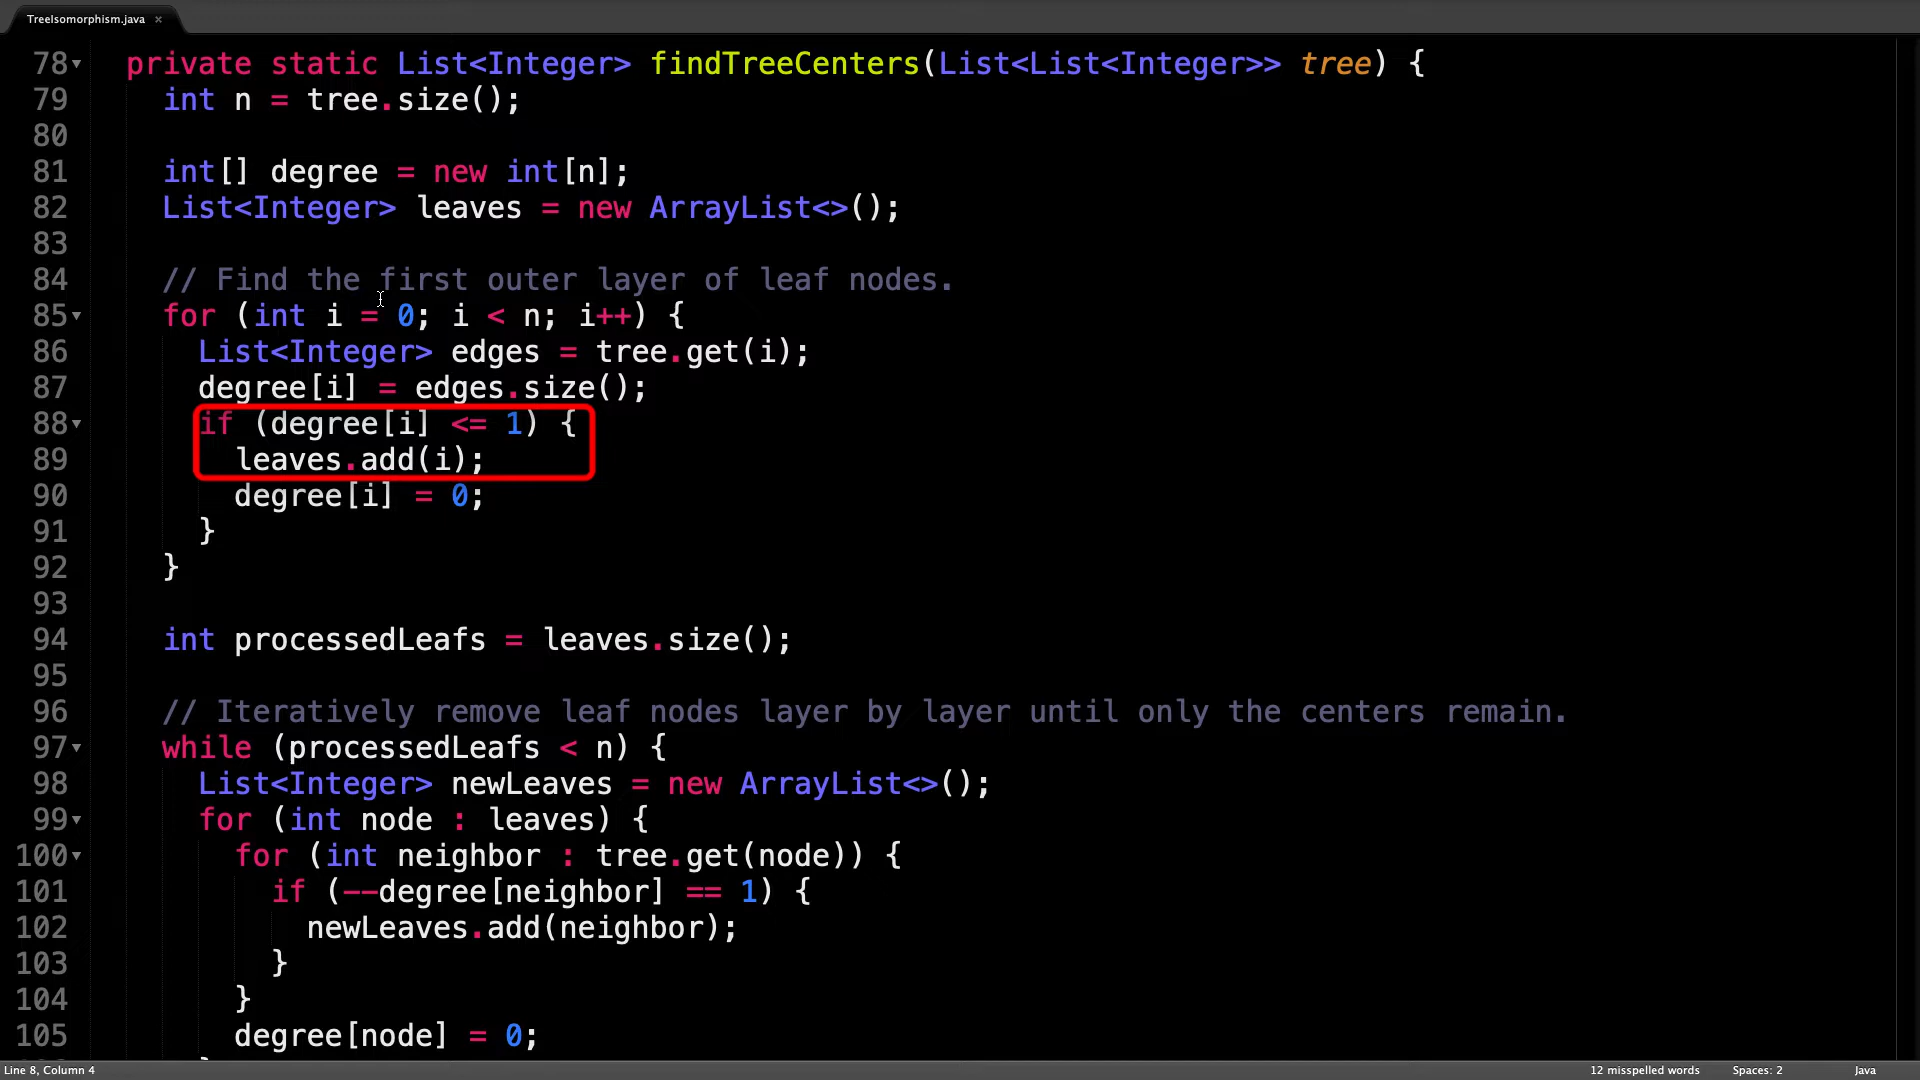 TreeIsomorphism.java ×
78 private static List<Integer> findTreeCenters(List<List<Integer>> tree) {
79 int n = tree.size();
80
81 int[] degree = new int[n];
82 List<Integer> leaves = new ArrayList<>();
83
84 // Find the first outer layer of leaf nodes.
85 for (int i = 0; i < n; i++) {
86 List<Integer> edges = tree.get(i);
87 degree[i] = edges.size();
88 if (degree[i] <= 1) {
89 leaves.add(i);
90 degree[i] = 0;
91 }
92 }
93
94 int processedLeafs = leaves.size();
95
96 // Iteratively remove leaf nodes layer by layer until only the centers remain.
97 while (processedLeafs < n) {
98 List<Integer> newLeaves = new ArrayList<>();
99 for (int node : leaves) {
100 for (int neighbor : tree.get(node)) {
101 if (--degree[neighbor] == 1) {
102 newLeaves.add(neighbor);
103 }
104 }
105 degree[node] = 0;
Line 8, Column 4 12 misspelled words Spaces: 2 Java